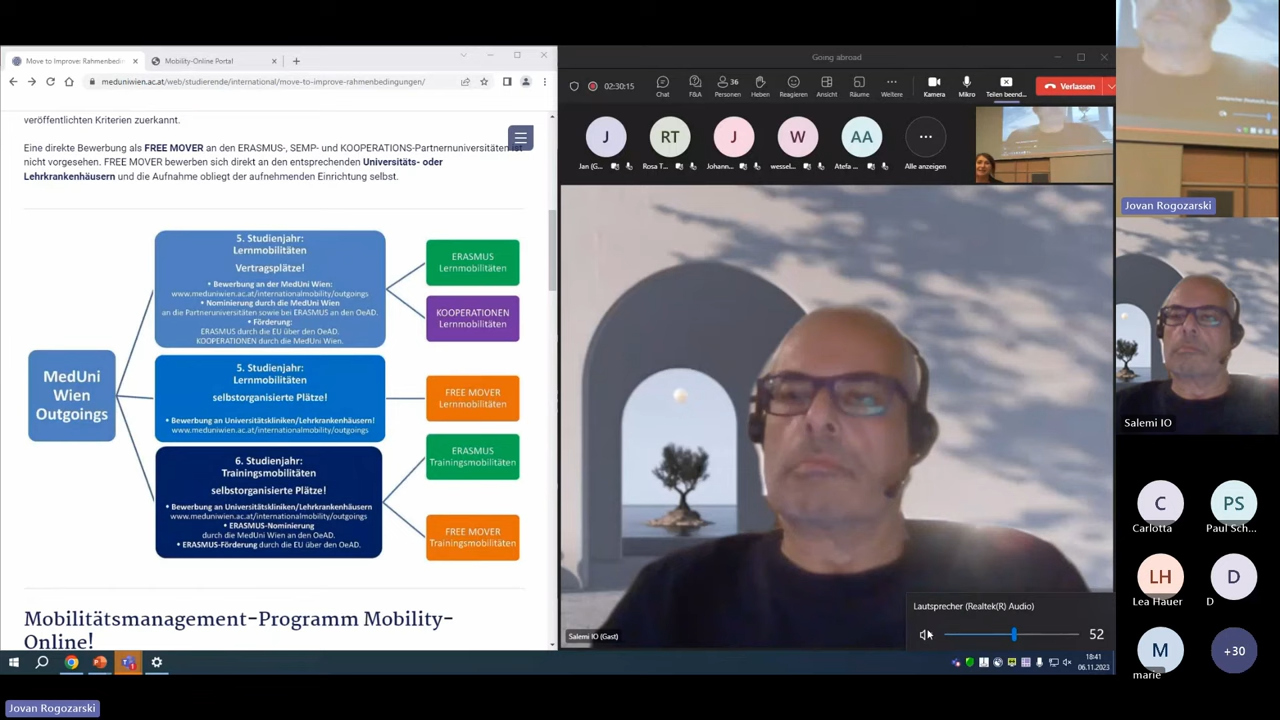 Move to Improve: Rahmenbedi
Mobility-Online Portal
meduniwien.ac.at/web/studierende/international/move-to-improve-rahmenbedingungen/
veröffentlichten Kriterien zuerkannt.
Eine direkte Bewerbung als FREE MOVER an den ERASMUS-, SEMP- und KOOPERATIONS-Partneruniversitäten ist
nicht vorgesehen. FREE MOVER bewerben sich direkt an den entsprechenden Universitäts- oder
Lehrkrankenhäusern und die Aufnahme obliegt der aufnehmenden Einrichtung selbst.
MedUni
Wien
Outgoings
5. Studienjahr:
Lernmobilitäten
Vertragsplätze!
• Bewerbung an der MedUni Wien:
www.meduniwien.ac.at/internationalmobility/outgoings
• Nominierung durch die MedUni Wien
an die Partneruniversitäten sowie bei ERASMUS an den OeAD.
• Förderung:
ERASMUS durch die EU über den OeAD.
KOOPERATIONEN durch die MedUni Wien.
ERASMUS
Lernmobilitäten
KOOPERATIONEN
Lernmobilitäten
5. Studienjahr:
Lernmobilitäten
selbstorganisierte Plätze!
• Bewerbung an Universitätskliniken/Lehrkrankenhäusern!
www.meduniwien.ac.at/internationalmobility/outgoings
FREE MOVER
Lernmobilitäten
6. Studienjahr:
Trainingsmobilitäten
selbstorganisierte Plätze!
• Bewerbung an Universitätskliniken/Lehrkrankenhäusern
www.meduniwien.ac.at/internationalmobility/outgoings
• ERASMUS-Nominierung
durch die MedUni Wien an den OeAD.
• ERASMUS-Förderung durch die EU über den OeAD.
ERASMUS
Trainingsmobilitäten
FREE MOVER
Trainingsmobilitäten
Mobilitätsmanagement-Programm Mobility-
Online!
Going abroad
02:30:15
Chat
F&A
36
Personen
Heben
Reagieren
Ansicht
Räume
Weitere
Kamera
Mikro
Teilen beend...
Verlassen
J
RT
J
W
AA
...
Jan (G...
Rosa T...
Johann...
wessel...
Atefa ...
Alle anzeigen
Salemi IO (Gast)
Lautsprecher (Realtek(R) Audio)
52
18:41
06.11.2023
Jovan Rogozarski
Salemi IO
C
PS
Carlotta
Paul Sch...
LH
D
Lea Hauer
D
M
+30
marie
Jovan Rogozarski